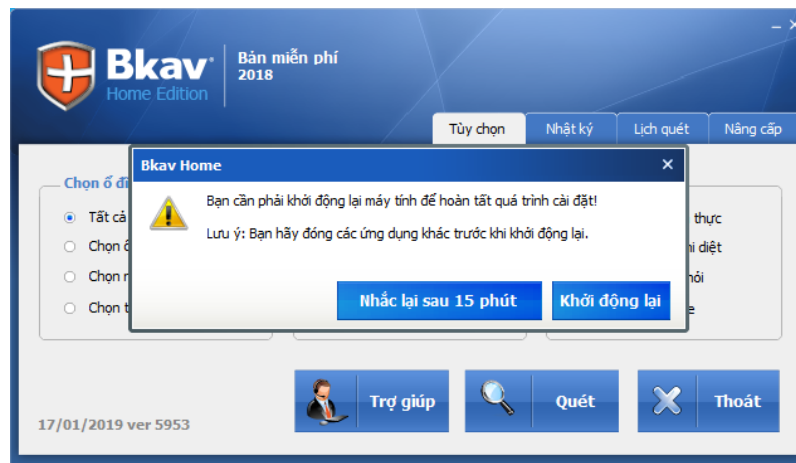 Bkav
Home Edition
Bản miễn phí
2018
Tùy chọn
Nhật ký
Lịch quét
Nâng cấp
Chọn ổ
Bkav Home
Bạn cần phải khởi động lại máy tính để hoàn tất quá trình cài đặt!
Lưu ý: Bạn hãy đóng các ứng dụng khác trước khi khởi động lại.
Nhắc lại sau 15 phút
Khởi động lại
Tất cả
thực
Chọn
diệt
Chọn
Chọn
Trợ giúp
Quét
Thoát
17/01/2019 ver 5953